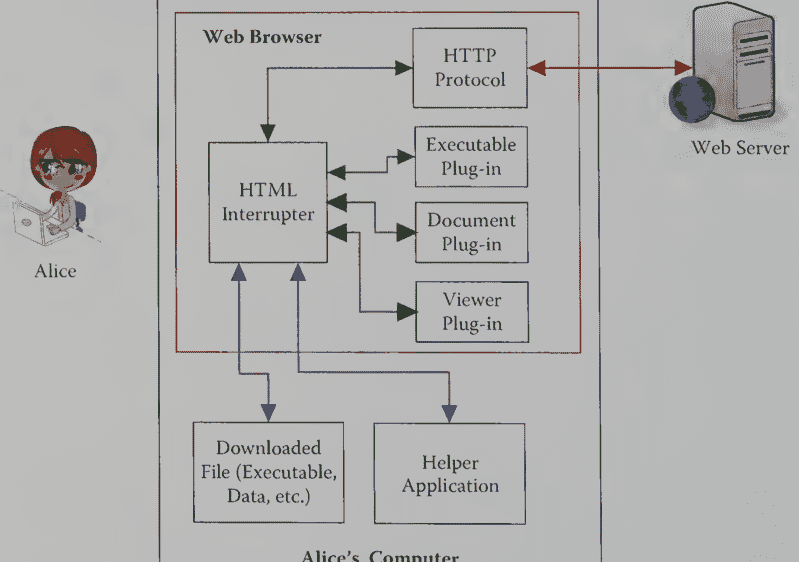 Web Browser
HTTP
Protocol
Web Server
Executable
Plug-in
HTML
Interrupter
Document
Plug-in
Alice
Viewer
Plug-in
Downloaded
File (Executable,
Data, etc.)
Helper
Application
Alice's Computer